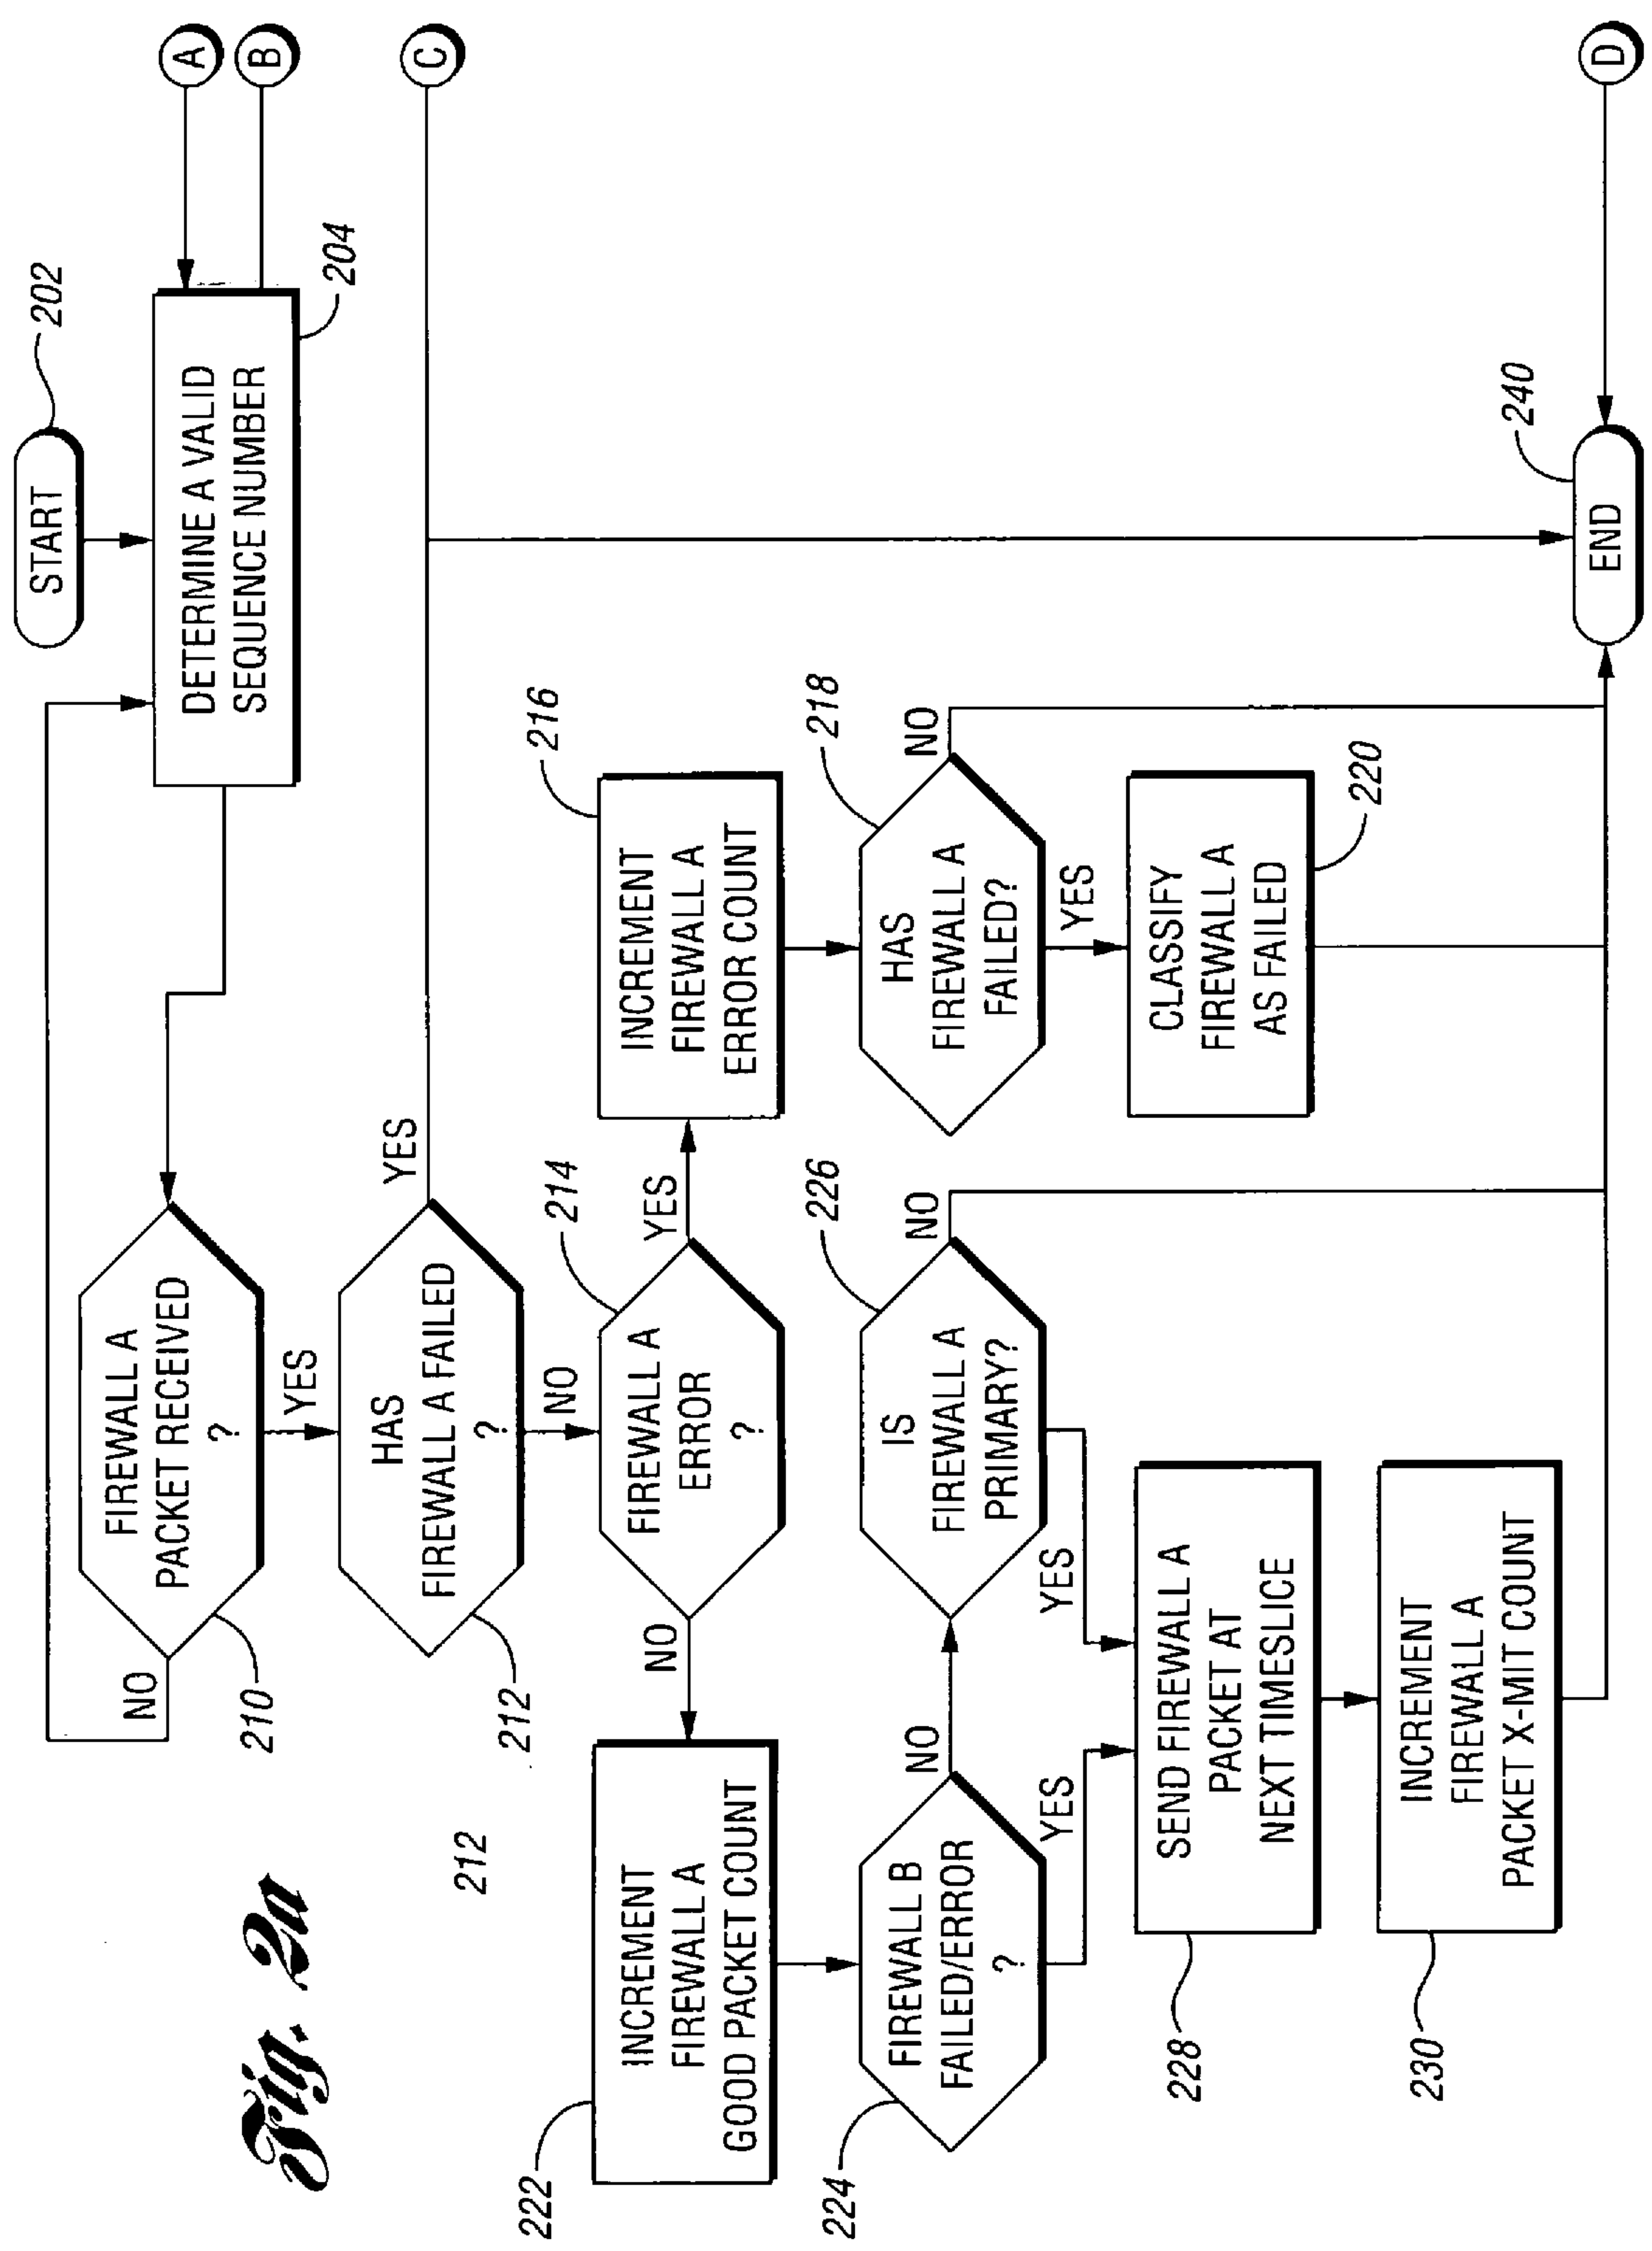 START
202
A
B
DETERMINE A VALID
SEQUENCE NUMBER
204
FIREWALL A
PACKET RECEIVED
?
NO
210
YES
HAS
FIREWALL A FAILED
?
YES
C
212
NO
212
FIREWALL A
ERROR
?
214
YES
NO
INCREMENT
FIREWALL A
ERROR COUNT
216
HAS
FIREWALL A
FAILED?
218
NO
YES
CLASSIFY
FIREWALL A
AS FAILED
220
INCREMENT
FIREWALL A
GOOD PACKET COUNT
222
FIREWALL B
FAILED/ERROR
?
224
NO
YES
IS
FIREWALL A
PRIMARY?
226
NO
YES
SEND FIREWALL A
PACKET AT
NEXT TIMESLICE
228
INCREMENT
FIREWALL A
PACKET X-MIT COUNT
230
END
240
D
Fig. 2a